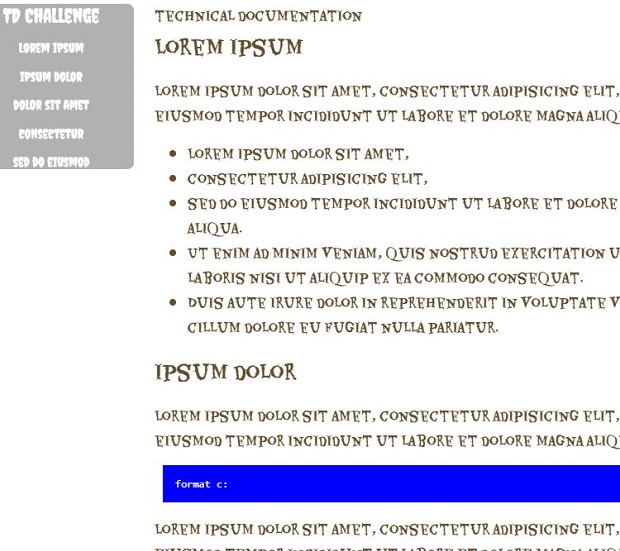 TD CHALLENGE
LOREM IPSUM
IPSUM DOLOR
DOLOR SIT AMET
CONSECTETUR
SED DO EIUSMOD
TECHNICAL DOCUMENTATION
LOREM IPSUM
LOREM IPSUM DOLOR SIT AMET, CONSECTETUR ADIPISICING ELIT,
EIUSMOD TEMPOR INCIDIDUNT UT LABORE ET DOLORE MAGNA
• LOREM IPSUM DOLOR SIT AMET,
• CONSECTETUR ADIPISICING ELIT,
• SED DO EIUSMOD TEMPOR INCIDIDUNT UT LABORE ET DOLORE
ALIQUA.
• UT ENIM AD MINIM VENIAM, QUIS NOSTRUD EXERCITATION
LABORIS NISI UT ALIQUIP EX EA COMMODO CONSEQUAT.
• DUIS AUTE IRURE DOLOR IN REPREHENDERIT IN VOLUPTATE
CILLUM DOLORE EU FUGIAT NULLA PARIATUR.
IPSUM DOLOR
LOREM IPSUM DOLOR SIT AMET, CONSECTETUR ADIPISICING ELIT,
EIUSMOD TEMPOR INCIDIDUNT UT LABORE ET DOLORE MAGNA
format c:
LOREM IPSUM DOLOR SIT AMET, CONSECTETUR ADIPISICING ELIT,